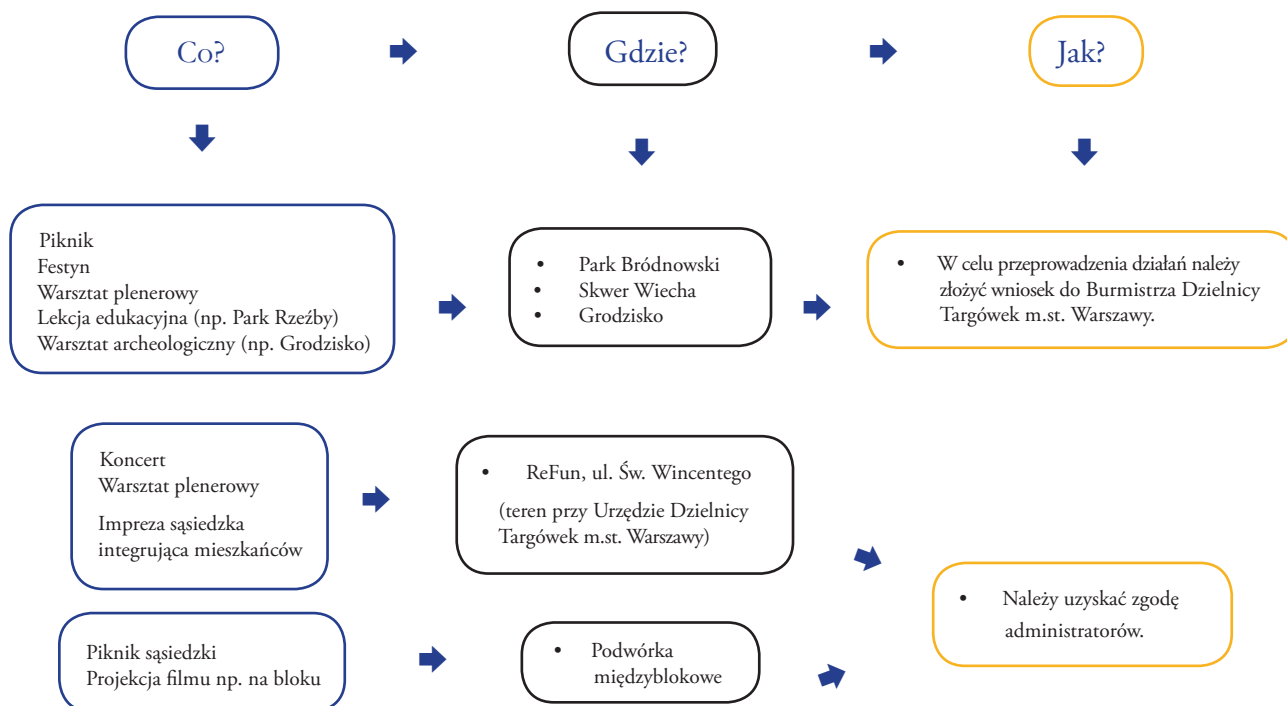 Co?
Gdzie?
Jak?
Piknik
Festyn
Warsztat plenerowy
Lekcja edukacyjna (np. Park Rzeźby)
Warsztat archeologiczny (np. Grodzisko)
• Park Bródnowski
• Skwer Wiecha
• Grodzisko
• W celu przeprowadzenia działań należy
złożyć wniosek do Burmistrza Dzielnicy
Targówek m.st. Warszawy.
Koncert
Warsztat plenerowy
Impreza sąsiedzka
integrująca mieszkańców
• ReFun, ul. Św. Wincentego
(teren przy Urzędzie Dzielnicy
Targówek m.st. Warszawy)
Piknik sąsiedzki
Projekcja filmu np. na bloku
• Podwórka
międzyblokowe
• Należy uzyskać zgodę
administratorów.